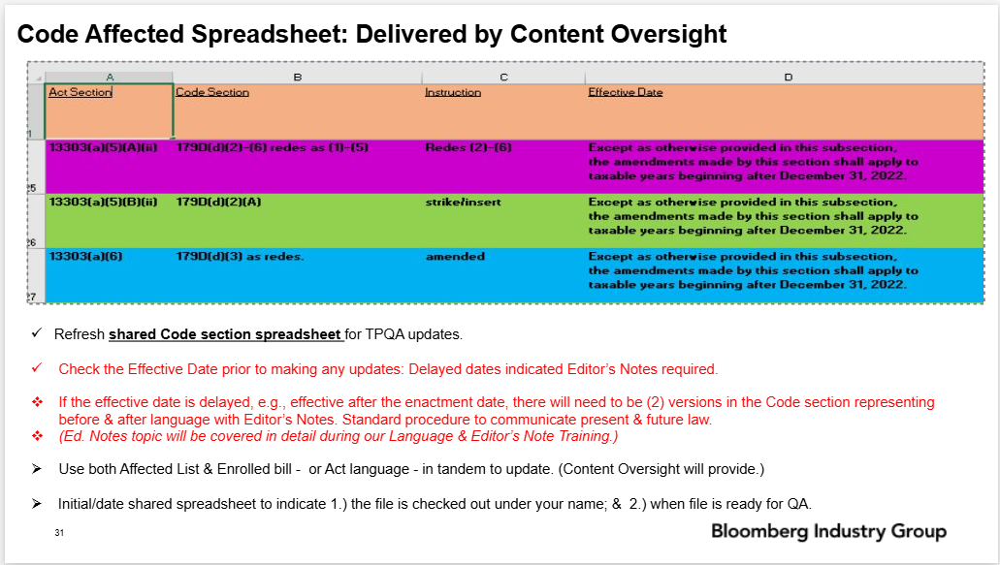 Code Affected Spreadsheet: Delivered by Content Oversight
A B C D
1 Act Section Code Section Instruction Effective Date
25 13303(a)(5)(A)(ii) 179D(d)(2)-(6) redes as (1)-(5) Redes (2)-(6) Except as otherwise provided in this subsection,
the amendments made by this section shall apply to
taxable years beginning after December 31, 2022.
26 13303(a)(5)(B)(ii) 179D(d)(2)(A) strike/insert Except as otherwise provided in this subsection,
the amendments made by this section shall apply to
taxable years beginning after December 31, 2022.
27 13303(a)(6) 179D(d)(3) as redes. amended Except as otherwise provided in this subsection,
the amendments made by this section shall apply to
taxable years beginning after December 31, 2022.
✓ Refresh shared Code section spreadsheet for TPQA updates.
✓ Check the Effective Date prior to making any updates: Delayed dates indicated Editor's Notes required.
❖ If the effective date is delayed, e.g., effective after the enactment date, there will need to be (2) versions in the Code section representing
before & after language with Editor's Notes. Standard procedure to communicate present & future law.
❖ (Ed. Notes topic will be covered in detail during our Language & Editor's Note Training.)
➢ Use both Affected List & Enrolled bill - or Act language - in tandem to update. (Content Oversight will provide.)
➢ Initial/date shared spreadsheet to indicate 1.) the file is checked out under your name; & 2.) when file is ready for QA.
31
Bloomberg Industry Group